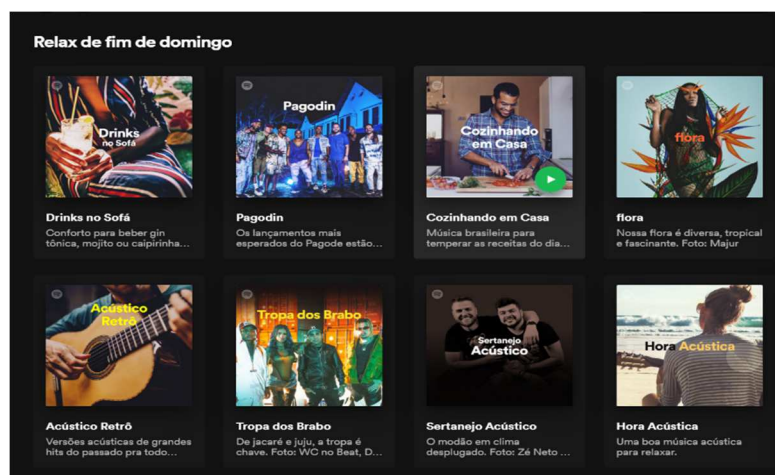 Relax de fim de domingo
Drinks
no Sofá
Pagodin
Cozinhando
em Casa
flora
Drinks no Sofá
Conforto para beber gin
tônica, mojito ou caipirinha...
Pagodin
Os lançamentos mais
esperados do Pagode estão...
Cozinhando em Casa
Música brasileira para
temperar as receitas do dia...
flora
Nossa flora é diversa, tropical
e fascinante. Foto: Majur
Acústico
Retrô
Tropa dos Brabo
Sertanejo
Acústico
Hora Acústica
Acústico Retrô
Versões acústicas de grandes
hits do passado pra todo...
Tropa dos Brabo
De jacaré e juju, a tropa é
chave. Foto: WC no Beat, D...
Sertanejo Acústico
O modão em clima
desplugado. Foto: Zé Neto ...
Hora Acústica
Uma boa música acústica
para relaxar.